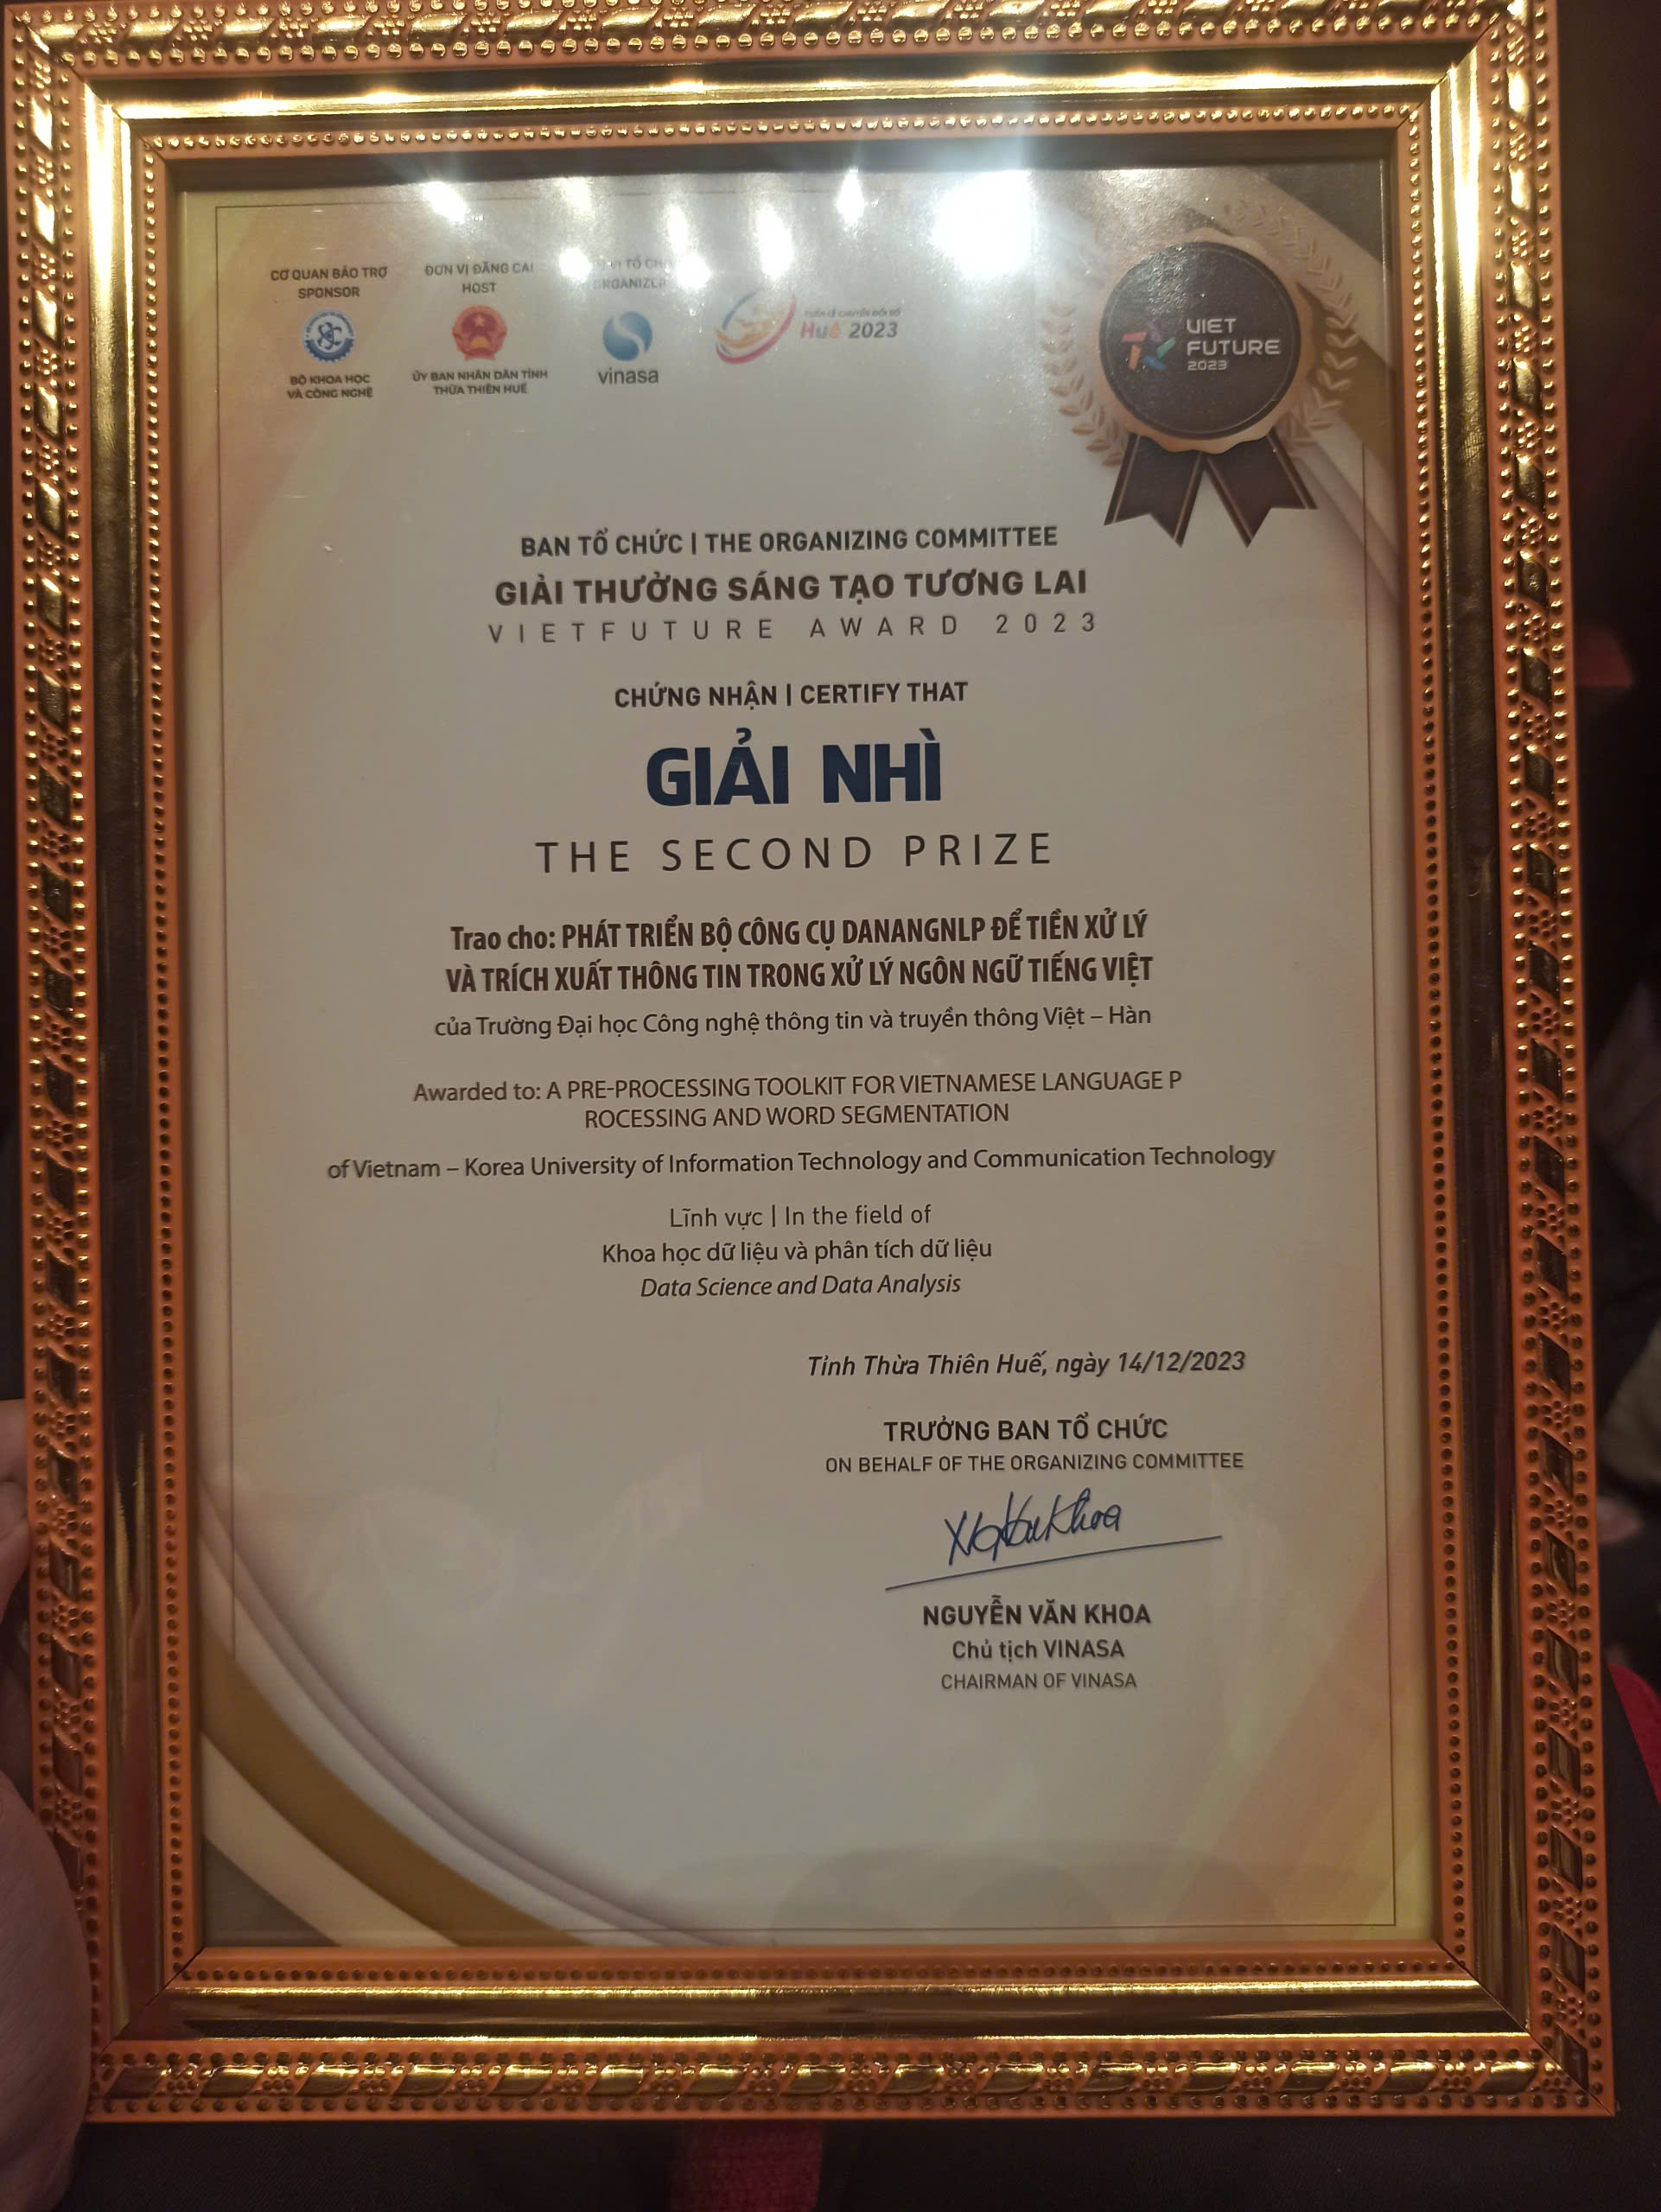 CƠ QUAN BẢO TRỢ
SPONSOR
BỘ KHOA HỌC
VÀ CÔNG NGHỆ
ĐƠN VỊ ĐĂNG CAI
HOST
ỦY BAN NHÂN DÂN TỈNH
THỪA THIÊN HUẾ
TỔ
ORGANIZER
vinasa
TUẦN LỄ CHUYỂN ĐỔI SỐ
Huế 2023
VIET
FUTURE
2023
BAN TỔ CHỨC | THE ORGANIZING COMMITTEE
GIẢI THƯỞNG SÁNG TẠO TƯƠNG LAI
VIETFUTURE AWARD 2023
CHỨNG NHẬN | CERTIFY THAT
GIẢI NHÌ
THE SECOND PRIZE
Trao cho: PHÁT TRIỂN BỘ CÔNG CỤ DANANGNLP ĐỂ TIỀN XỬ LÝ
VÀ TRÍCH XUẤT THÔNG TIN TRONG XỬ LÝ NGÔN NGỮ TIẾNG VIỆT
của Trường Đại học Công nghệ thông tin và truyền thông Việt – Hàn
Awarded to: A PRE-PROCESSING TOOLKIT FOR VIETNAMESE LANGUAGE P
ROCESSING AND WORD SEGMENTATION
of Vietnam – Korea University of Information Technology and Communication Technology
Lĩnh vực | In the field of
Khoa học dữ liệu và phân tích dữ liệu
Data Science and Data Analysis
Tỉnh Thừa Thiên Huế, ngày 14/12/2023
TRƯỞNG BAN TỔ CHỨC
ON BEHALF OF THE ORGANIZING COMMITTEE
NGUYỄN VĂN KHOA
Chủ tịch VINASA
CHAIRMAN OF VINASA